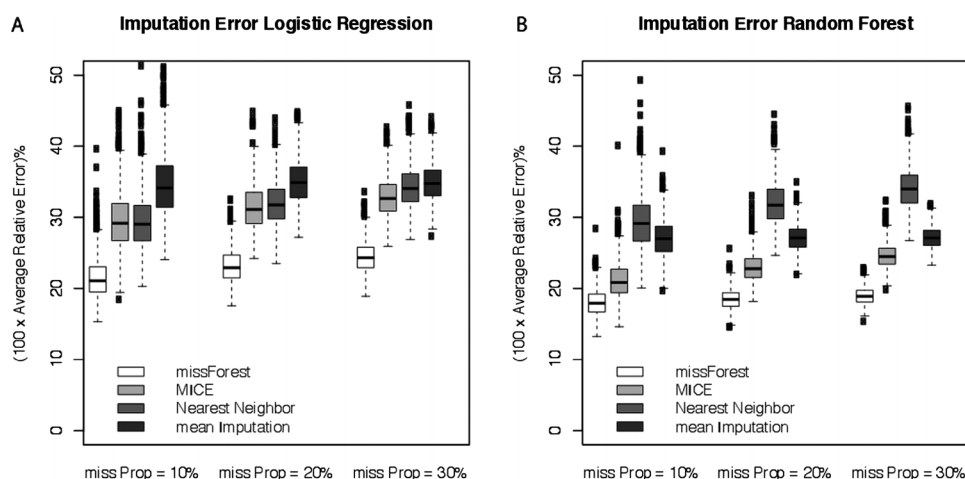 A
Imputation Error Logistic Regression
(100 x Average Relative Error)%
50
40
30
20
10
0
missForest
MICE
Nearest Neighbor
mean Imputation
miss Prop = 10%
miss Prop = 20%
miss Prop = 30%
B
Imputation Error Random Forest
(100 x Average Relative Error)%
50
40
30
20
10
0
missForest
MICE
Nearest Neighbor
mean Imputation
miss Prop = 10%
miss Prop = 20%
miss Prop = 30%